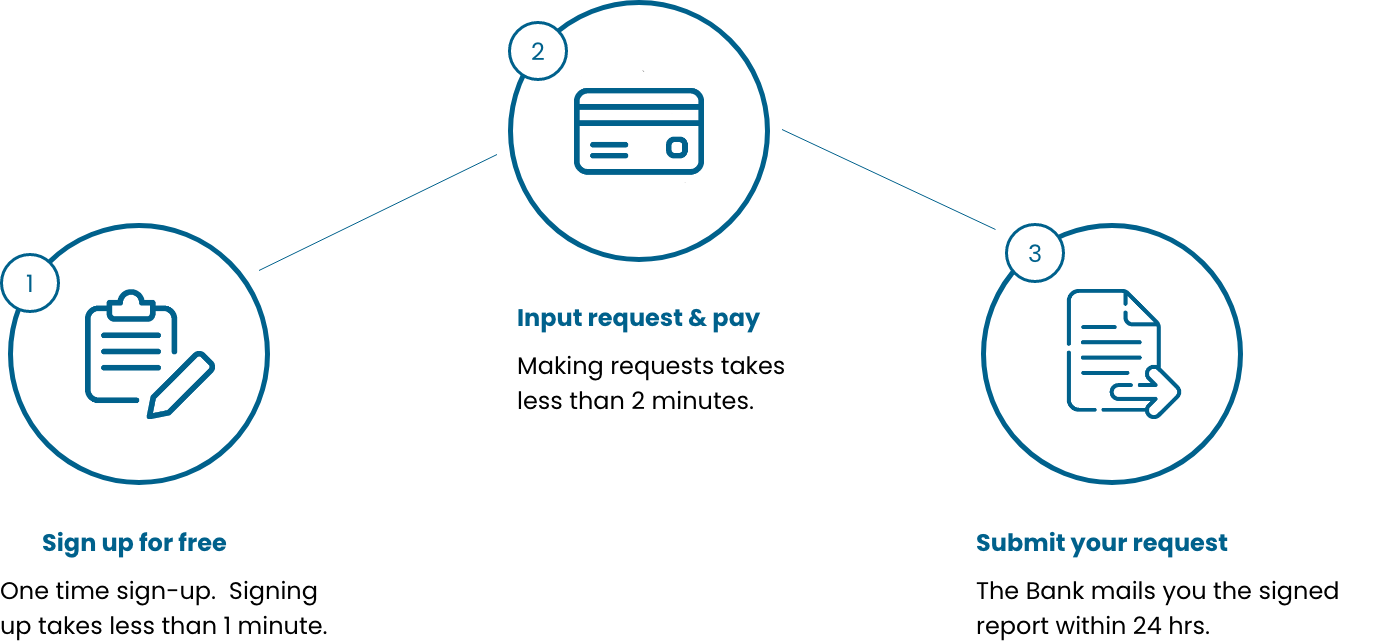 1
Sign up for free
One time sign-up.  Signing
up takes less than 1 minute.
2
Input request & pay
Making requests takes
less than 2 minutes.
3
Submit your request
The Bank mails you the signed
report within 24 hrs.